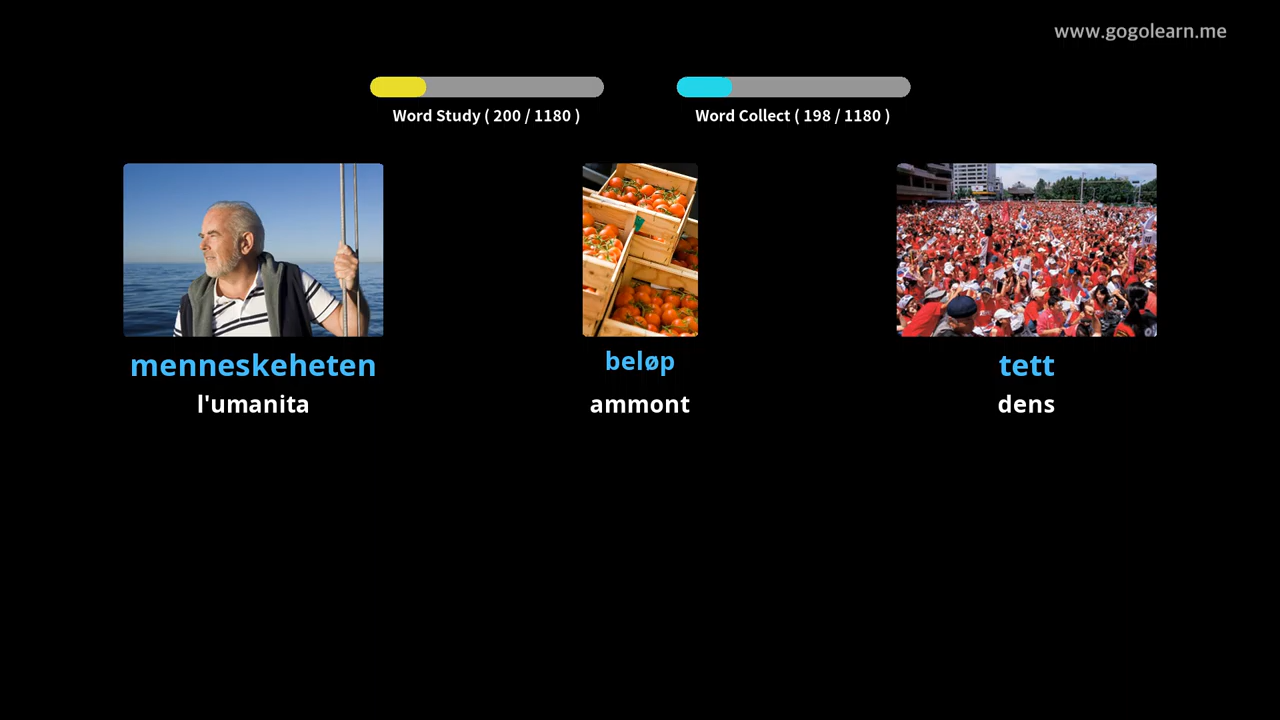 www.gogolearn.me
Word Study ( 200 / 1180 )
Word Collect ( 198 / 1180 )
menneskeheten
l'umanita
beløp
ammont
tett
dens